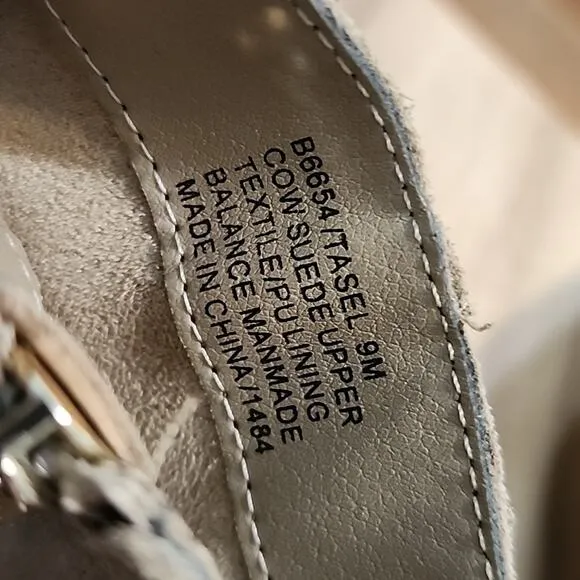 B6654 /TASEL 9M
COW SUEDE UPPER
TEXTILE/PU LINING
BALANCE MANMADE
MADE IN CHINA/1484